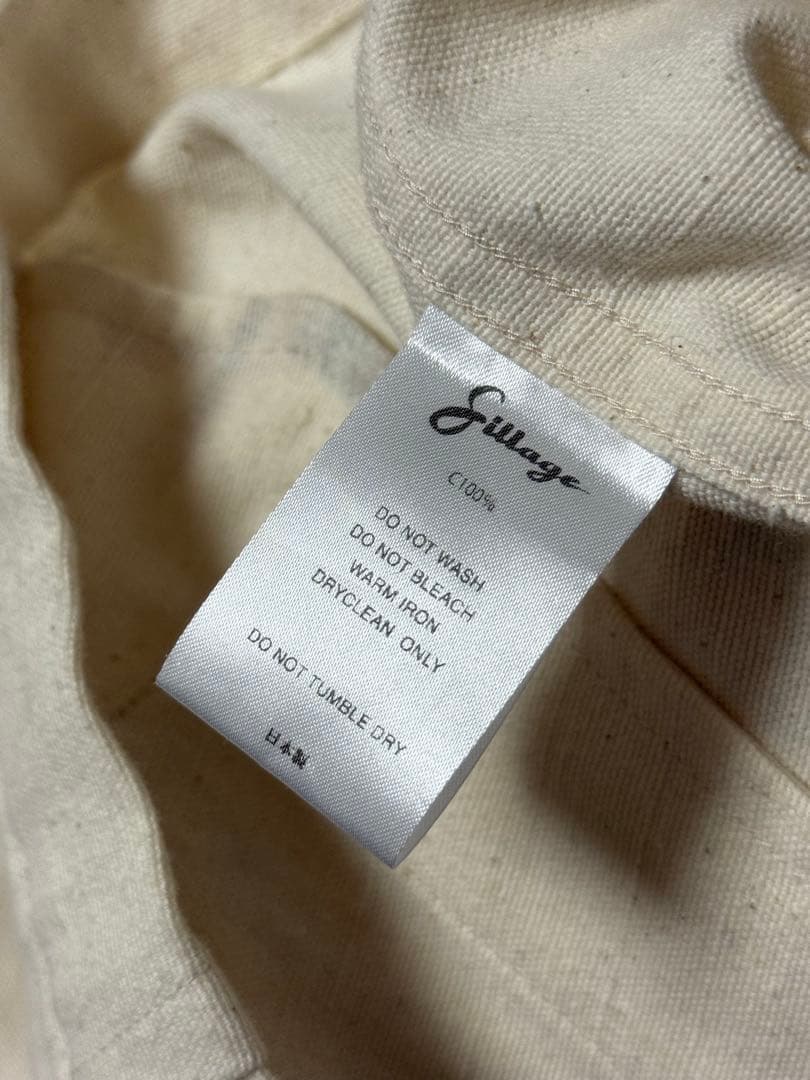 Sillage
C100%
DO NOT WASH
DO NOT BLEACH
WARM IRON
DRYCLEAN ONLY
DO NOT TUMBLE DRY
日本製